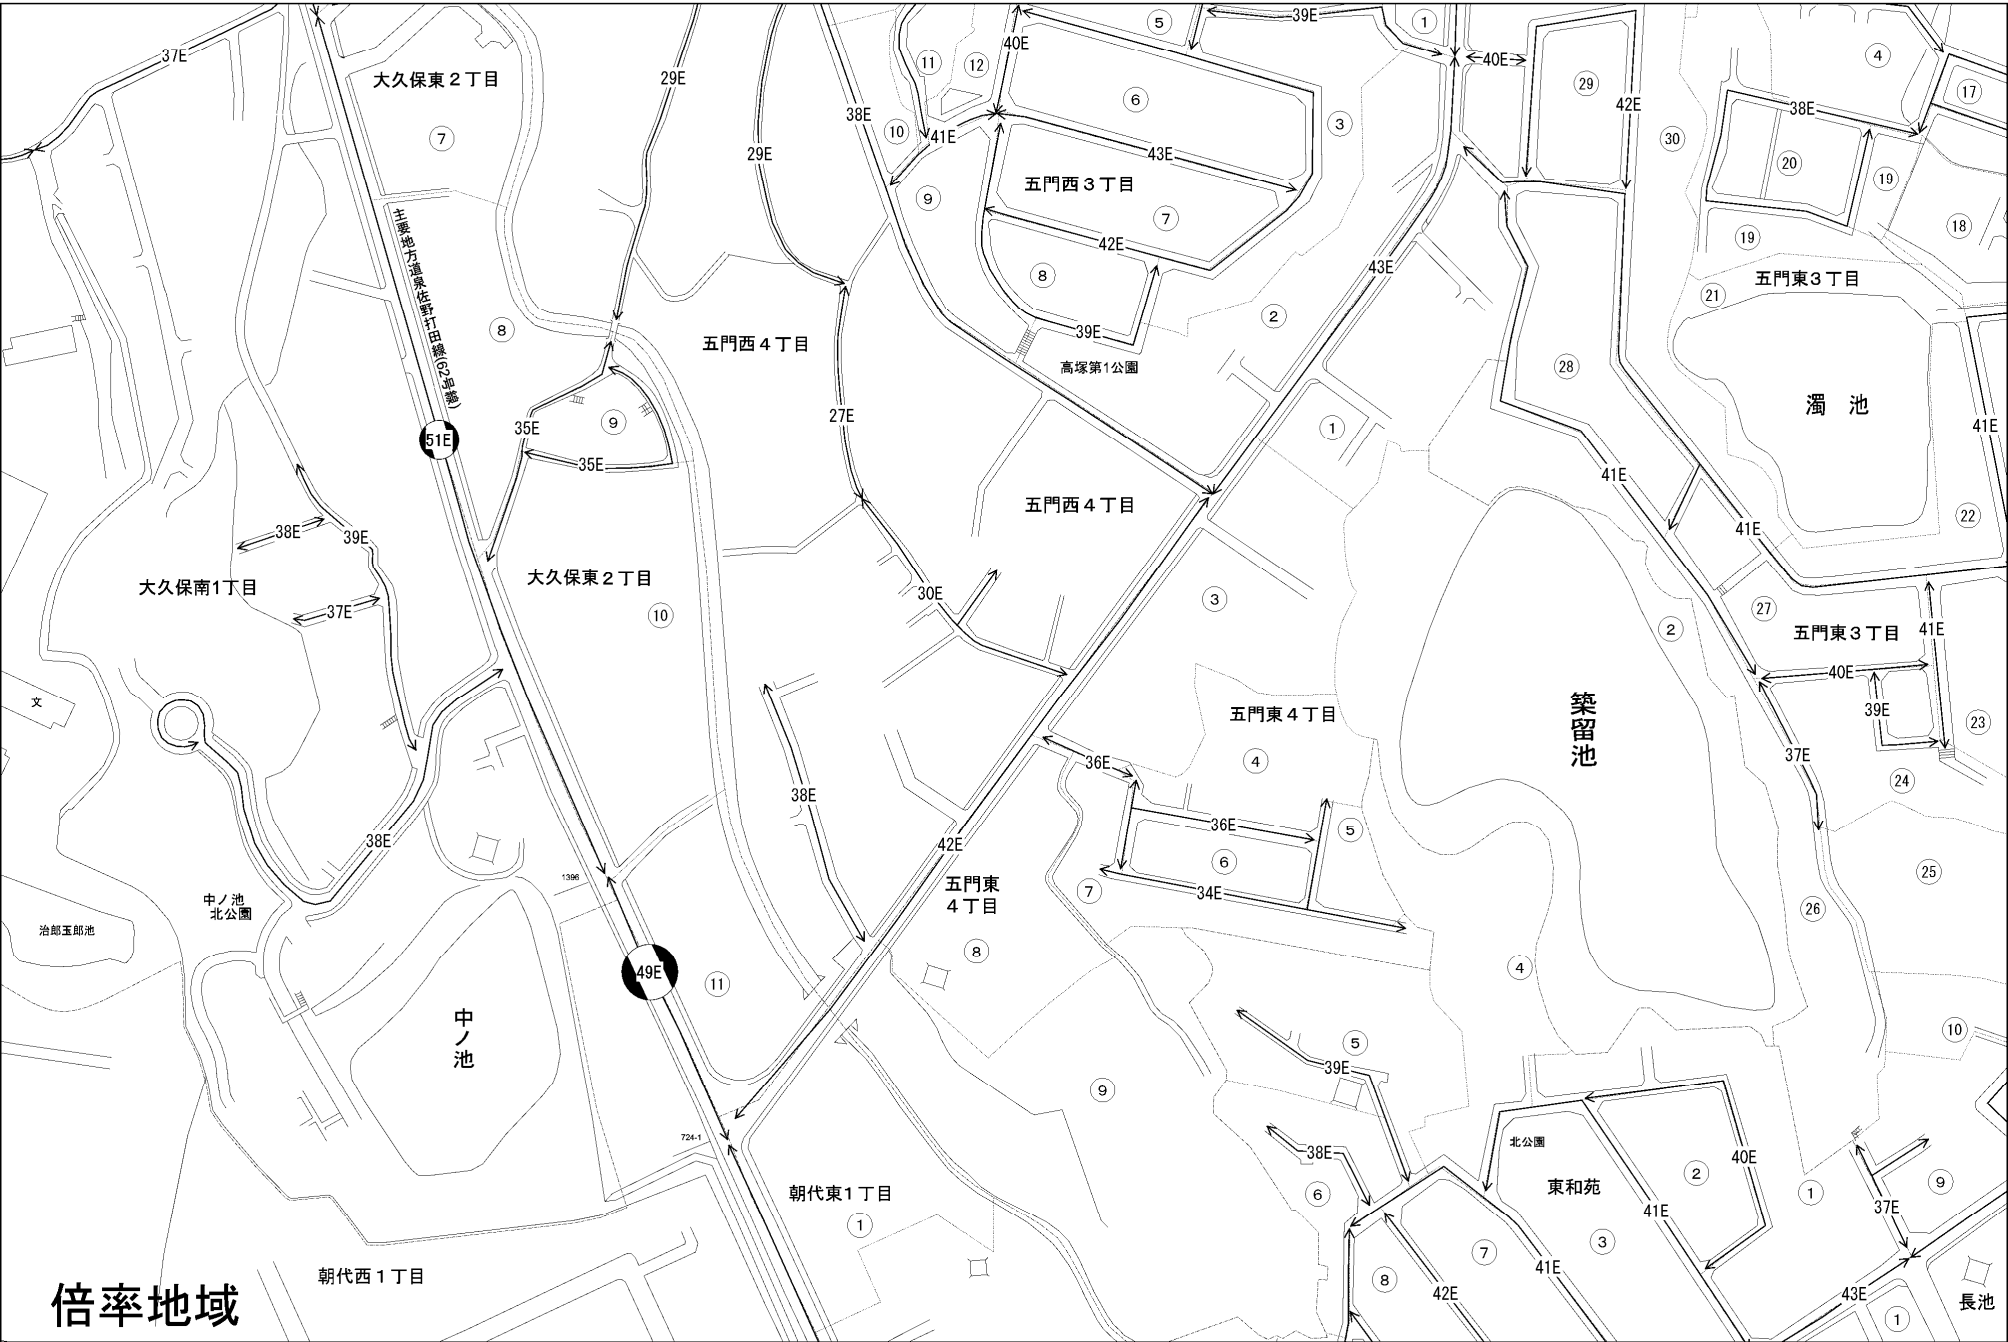 5
39E
1
37E
40E
40E
4
大久保東2丁目
29E
11
12
29
17
7
38E
6
42E
38E
10
41E
3
30
29E
43E
20
五門西3丁目
19
9
7
18
主要地方道泉佐野打田線(62号線)
42E
19
43E
8
五門東3丁目
21
8
2
39E
五門西4丁目
高塚第1公園
28
濁 池
27E
9
35E
1
41E
51E
35E
41E
五門西4丁目
22
38E
41E
39E
大久保東2丁目
大久保南1丁目
30E
3
27
37E
10
2
41E
五門東3丁目
40E
文
築留池
39E
五門東4丁目
23
36E
4
37E
24
38E
36E
5
38E
42E
6
25
1396
五門東
4丁目
7
34E
中ノ池
北公園
26
治郎玉郎池
8
4
49E
11
中ノ池
10
5
39E
9
724-1
北公園
38E
40E
2
東和苑
9
朝代東1丁目
6
1
1
41E
37E
3
7
41E
朝代西1丁目
8
42E
43E
長池
1
倍率地域